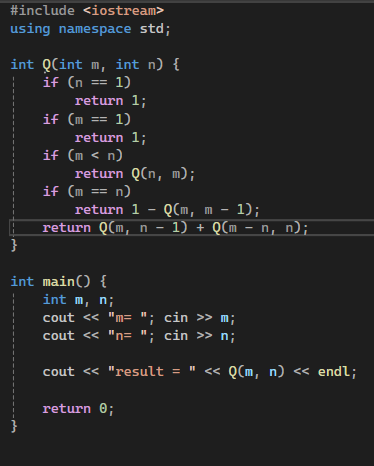 #include <iostream>
using namespace std;

int Q(int m, int n) {
    if (n == 1)
        return 1;
    if (m == 1)
        return 1;
    if (m < n)
        return Q(n, m);
    if (m == n)
        return 1 - Q(m, m - 1);
    return Q(m, n - 1) + Q(m - n, n);
}

int main() {
    int m, n;
    cout << "m= "; cin >> m;
    cout << "n= "; cin >> n;

    cout << "result = " << Q(m, n) << endl;

    return 0;
}